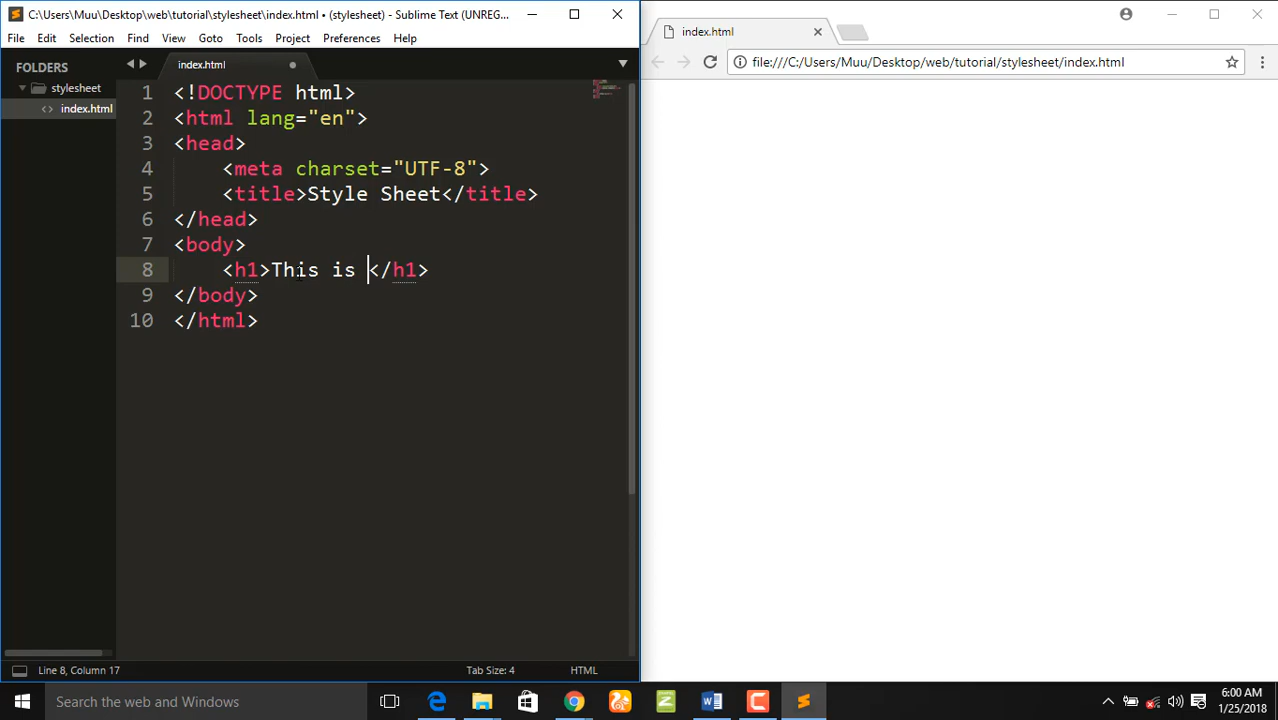 C:\Users\Muu\Desktop\web\tutorial\stylesheet\index.html • (stylesheet) - Sublime Text (UNREG...
File Edit Selection Find View Goto Tools Project Preferences Help
FOLDERS
stylesheet
<> index.html
index.html
1 <!DOCTYPE html>
2 <html lang="en">
3 <head>
4 <meta charset="UTF-8">
5 <title>Style Sheet</title>
6 </head>
7 <body>
8 <h1>This is </h1>
9 </body>
10 </html>
Line 8, Column 17 Tab Size: 4 HTML
index.html
file:///C:/Users/Muu/Desktop/web/tutorial/stylesheet/index.html
Search the web and Windows
6:00 AM
1/25/2018